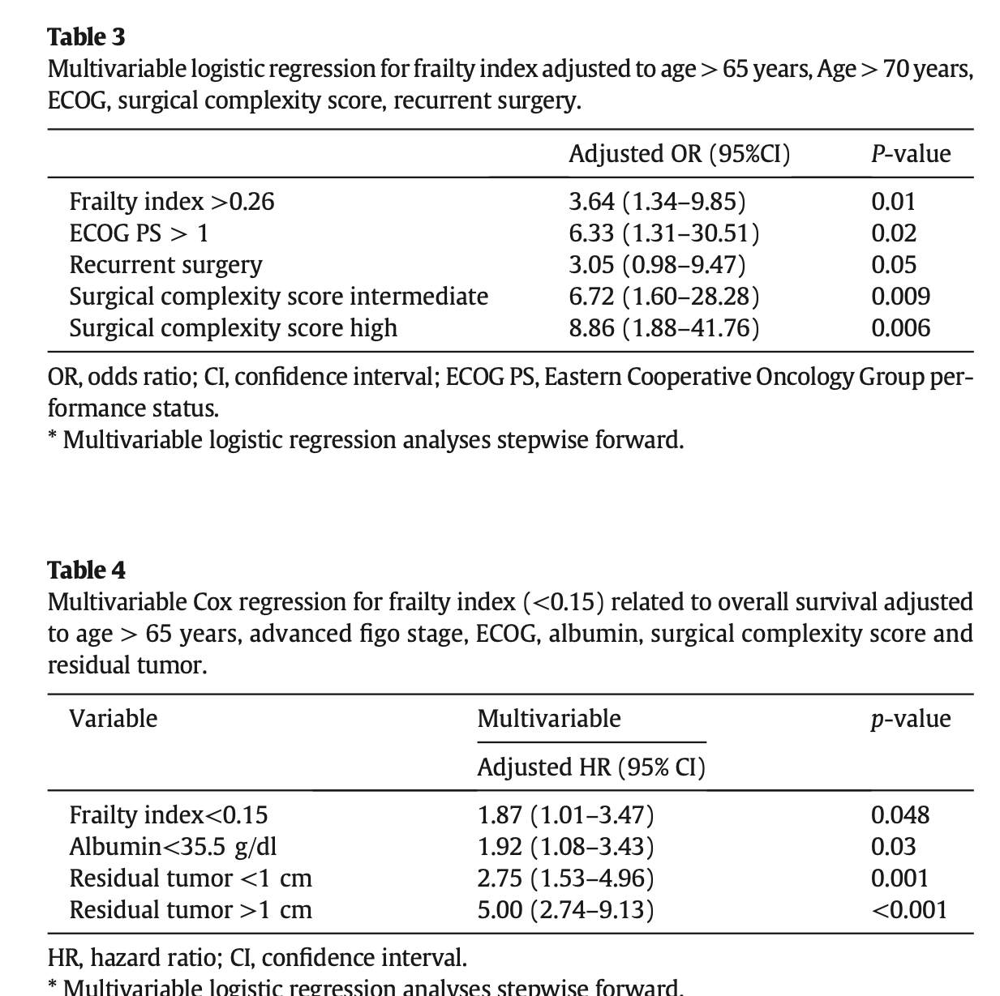 Table 3
Multivariable logistic regression for frailty index adjusted to age > 65 years, Age > 70 years,
ECOG, surgical complexity score, recurrent surgery.
Adjusted OR (95%CI) P-value
Frailty index >0.26 3.64 (1.34–9.85) 0.01
ECOG PS > 1 6.33 (1.31–30.51) 0.02
Recurrent surgery 3.05 (0.98–9.47) 0.05
Surgical complexity score intermediate 6.72 (1.60–28.28) 0.009
Surgical complexity score high 8.86 (1.88–41.76) 0.006
OR, odds ratio; CI, confidence interval; ECOG PS, Eastern Cooperative Oncology Group per-
formance status.
* Multivariable logistic regression analyses stepwise forward.
Table 4
Multivariable Cox regression for frailty index (<0.15) related to overall survival adjusted
to age > 65 years, advanced figo stage, ECOG, albumin, surgical complexity score and
residual tumor.
Variable Multivariable p-value
Adjusted HR (95% CI)
Frailty index<0.15 1.87 (1.01–3.47) 0.048
Albumin<35.5 g/dl 1.92 (1.08–3.43) 0.03
Residual tumor <1 cm 2.75 (1.53–4.96) 0.001
Residual tumor >1 cm 5.00 (2.74–9.13) <0.001
HR, hazard ratio; CI, confidence interval.
* Multivariable logistic regression analyses stepwise forward.